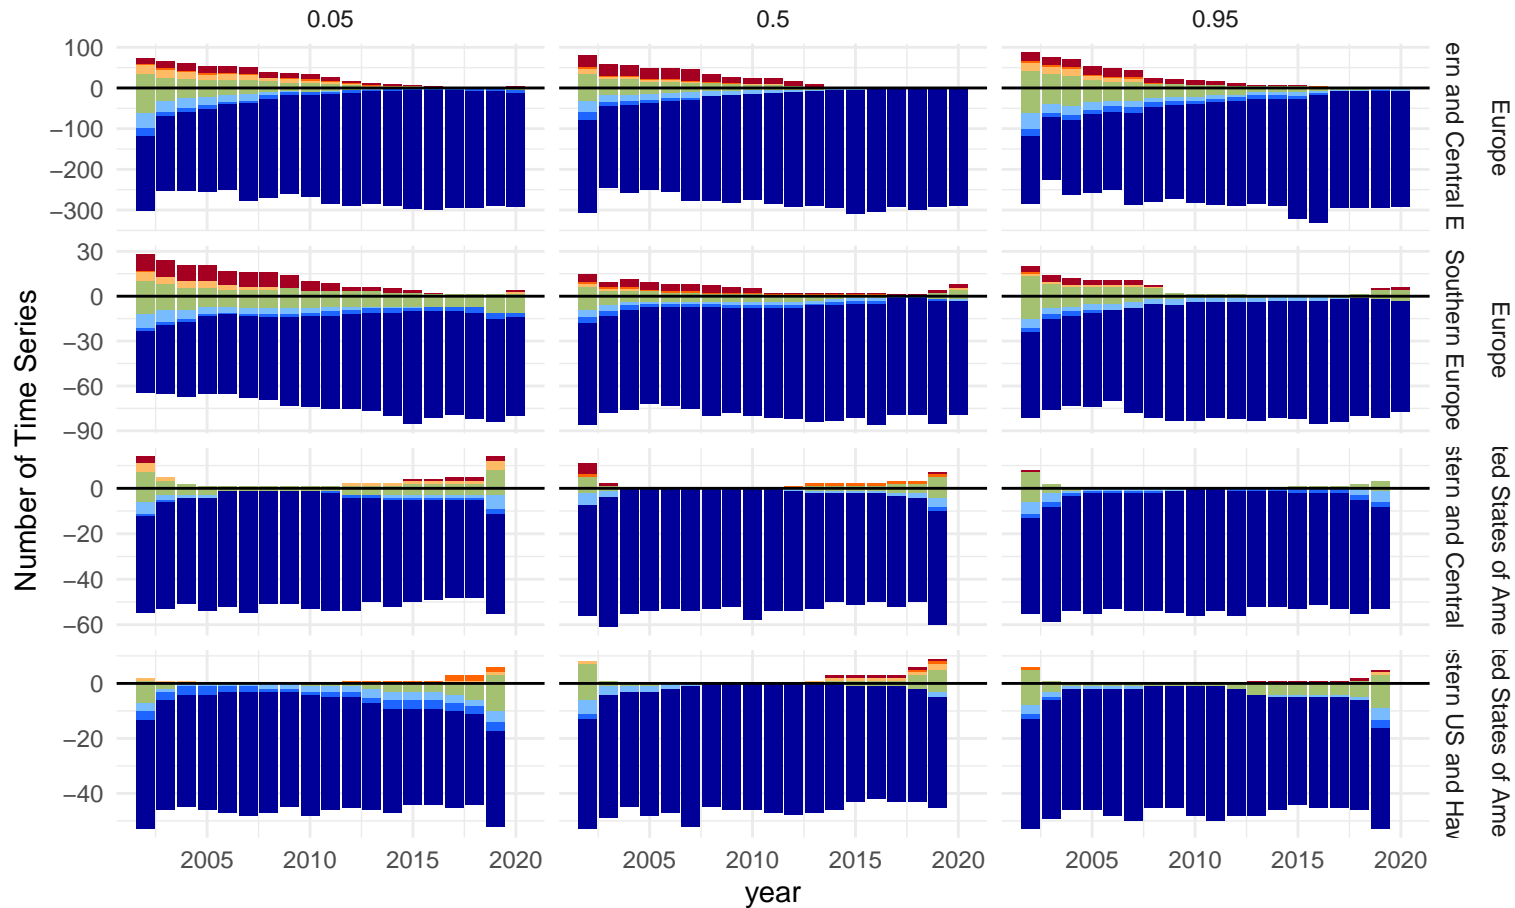 0.05 0.5 0.95
100
0
−100
−200
−300
ern and Central E
Europe
30
0
−30
−60
−90
Southern Europe
Europe
0
−20
−40
−60
stern and Central
ted States of Ame
0
−20
−40
stern US and Hav
ted States of Ame
Number of Time Series
2005 2010 2015 2020 2005 2010 2015 2020 2005 2010 2015 2020
year